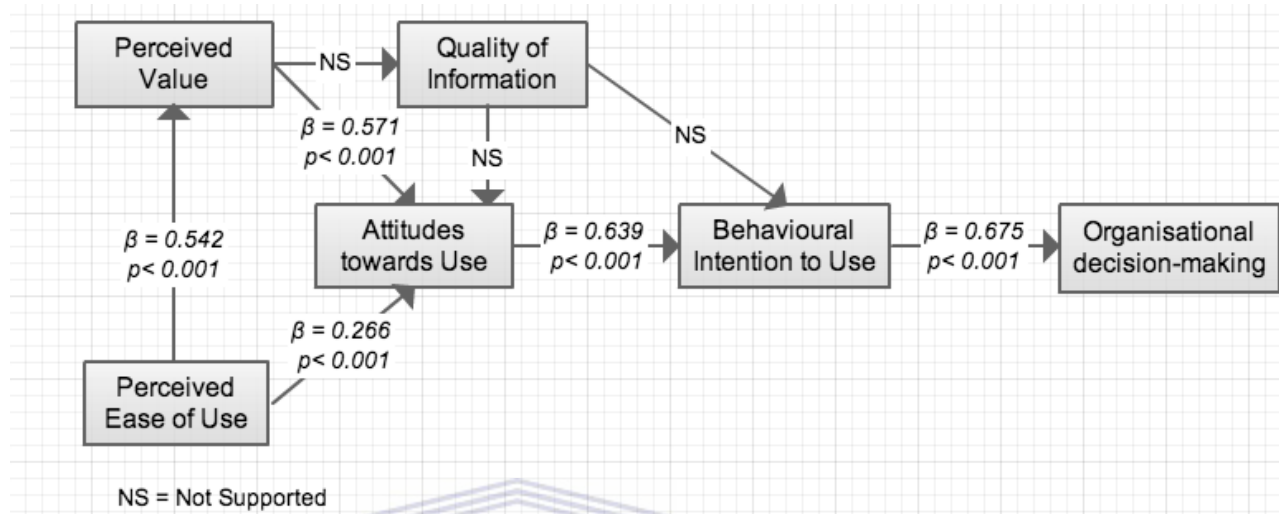 Perceived
Value
NS
Quality of
Information
β = 0.571
p< 0.001
NS
NS
β = 0.542
p< 0.001
Attitudes
towards Use
β = 0.639
p< 0.001
Behavioural
Intention to Use
β = 0.675
p< 0.001
Organisational
decision-making
β = 0.266
p< 0.001
Perceived
Ease of Use
NS = Not Supported